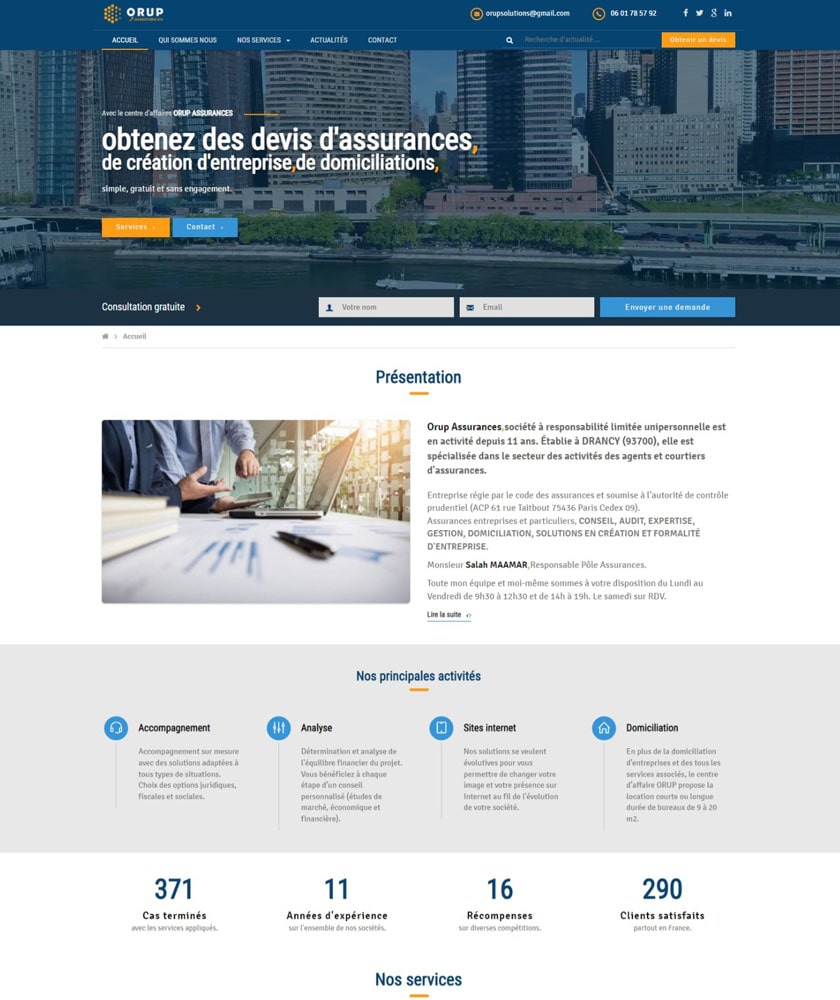 ORUP
orupsolutions@gmail.com
06 01 78 57 92
ACCUEIL
QUI SOMMES NOUS
NOS SERVICES
ACTUALITÉS
CONTACT
Recherche d'actualité ...
Obtenir un devis
Avec le centre d'affaires ORUP ASSURANCES
obtenez des devis d'assurances,
de création d'entreprise,de domiciliations,
simple, gratuit et sans engagement.
Services
Contact
Consultation gratuite
Votre nom
Email
Envoyer une demande
Accueil
Présentation
Orup Assurances,société à responsabilité limitée unipersonnelle est
en activité depuis 11 ans. Établie à DRANCY (93700), elle est
spécialisée dans le secteur des activités des agents et courtiers
d'assurances.
Entreprise régie par le code des assurances et soumise à l'autorité de contrôle
prudentiel (ACP 61 rue Taitbout 75436 Paris Cedex 09).
Assurances entreprises et particuliers, CONSEIL, AUDIT, EXPERTISE,
GESTION, DOMICILIATION, SOLUTIONS EN CRÉATION ET FORMALITÉ
D'ENTREPRISE.
Monsieur Salah MAAMAR,Responsable Pôle Assurances.
Toute mon équipe et moi-même sommes à votre disposition du Lundi au
Vendredi de 9h30 à 12h30 et de 14h à 19h. Le samedi sur RDV.
Lire la suite
Nos principales activités
Accompagnement
Accompagnement sur mesure
avec des solutions adaptées à
tous types de situations.
Choix des options juridiques,
fiscales et sociales.
Analyse
Détermination et analyse de
l'équilibre financier du projet.
Vous bénéficiez à chaque
étape d'un conseil
personnalisé (études de
marché, économique et
financière).
Sites internet
Nos solutions se veulent
évolutives pour vous
permettre de changer votre
image et votre présence sur
Internet au fil de l'évolution
de votre société.
Domiciliation
En plus de la domiciliation
d'entreprises et des tous les
services associés, le centre
d'affaire ORUP propose la
location courte ou longue
durée de bureaux de 9 à 20
m2.
371
Cas terminés
avec les services appliqués.
11
Années d'expérience
sur l'ensemble de nos sociétés.
16
Récompenses
sur diverses compétitions.
290
Clients satisfaits
partout en France.
Nos services